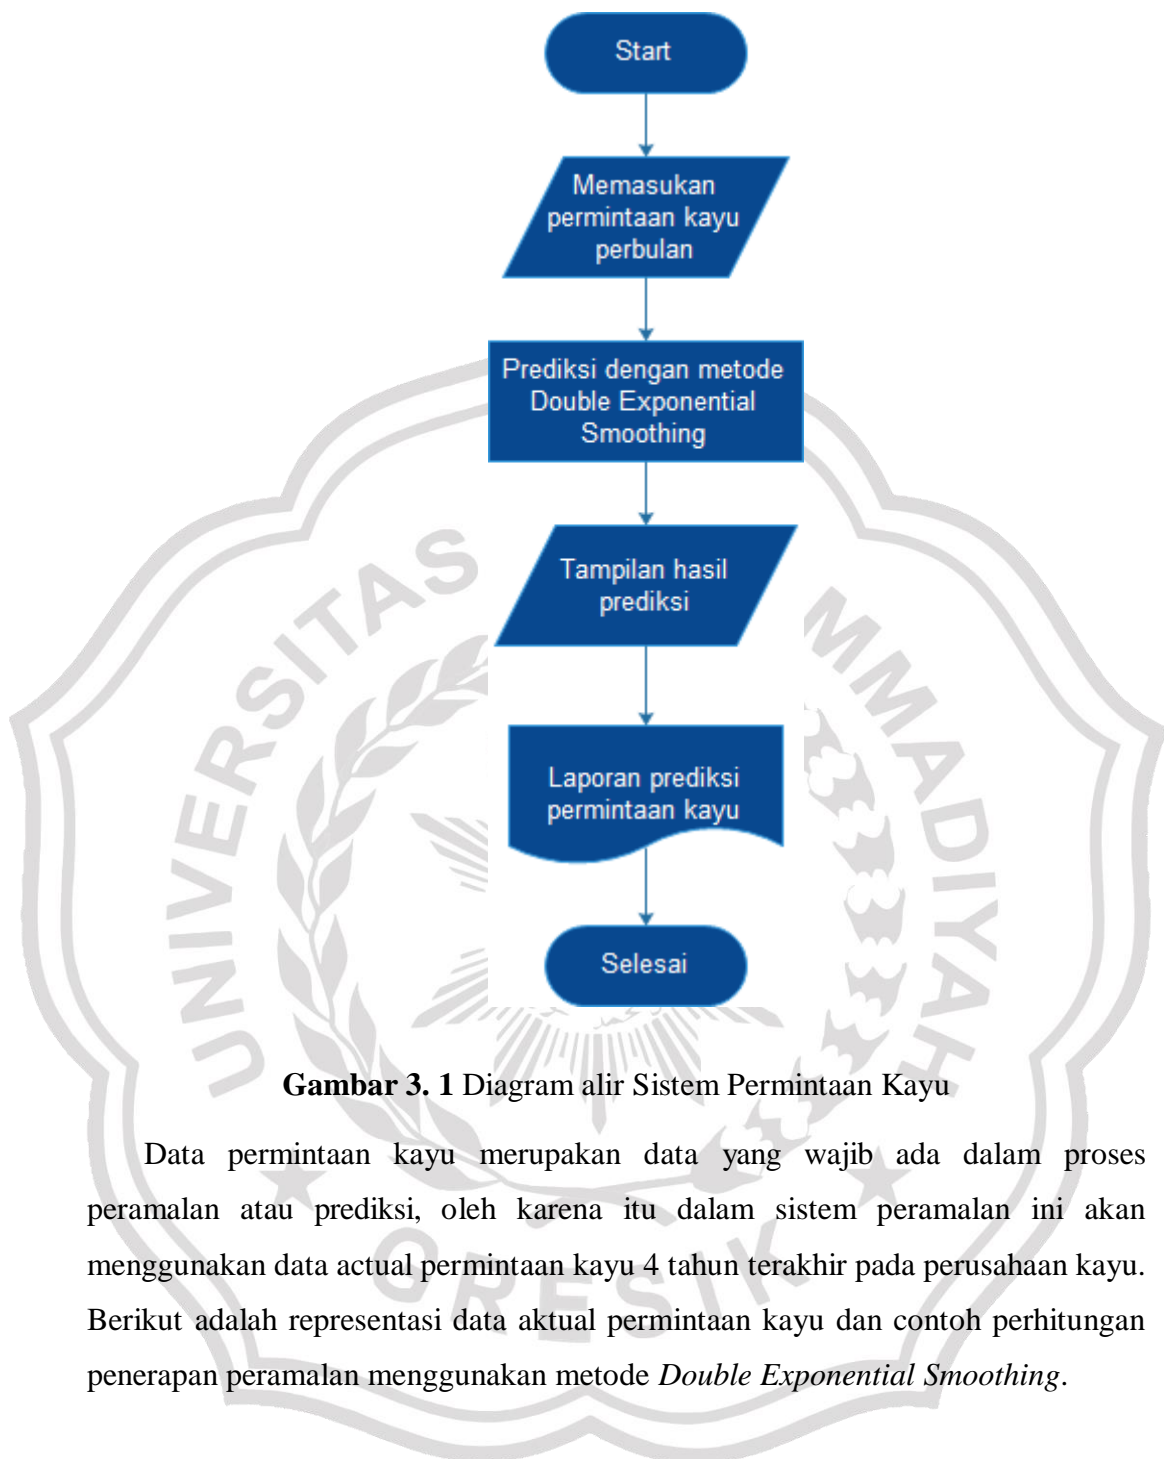 Start
Memasukan
permintaan kayu
perbulan
Prediksi dengan metode
Double Exponential
Smoothing
Tampilan hasil
prediksi
Laporan prediksi
permintaan kayu
Selesai
UNIVERSITAS MMADIYAH
GRESIK
Gambar 3. 1 Diagram alir Sistem Permintaan Kayu
Data permintaan kayu merupakan data yang wajib ada dalam proses
peramalan atau prediksi, oleh karena itu dalam sistem peramalan ini akan
menggunakan data actual permintaan kayu 4 tahun terakhir pada perusahaan kayu.
Berikut adalah representasi data aktual permintaan kayu dan contoh perhitungan
penerapan peramalan menggunakan metode Double Exponential Smoothing.